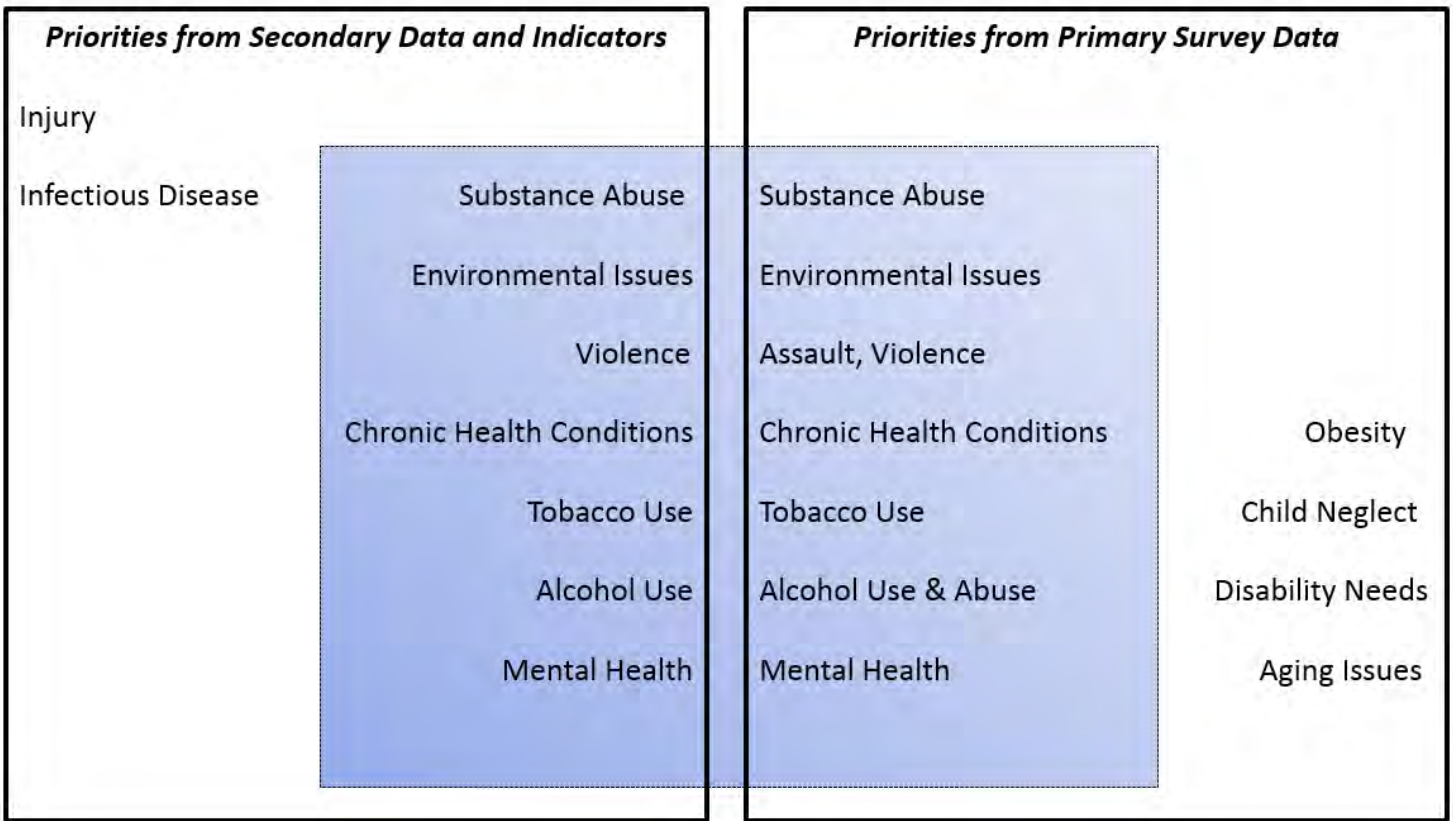 Priorities from Secondary Data and Indicators
Injury
Infectious Disease
Substance Abuse
Environmental Issues
Violence
Chronic Health Conditions
Tobacco Use
Alcohol Use
Mental Health
Priorities from Primary Survey Data
Substance Abuse
Environmental Issues
Assault, Violence
Chronic Health Conditions
Tobacco Use
Alcohol Use & Abuse
Mental Health
Obesity
Child Neglect
Disability Needs
Aging Issues